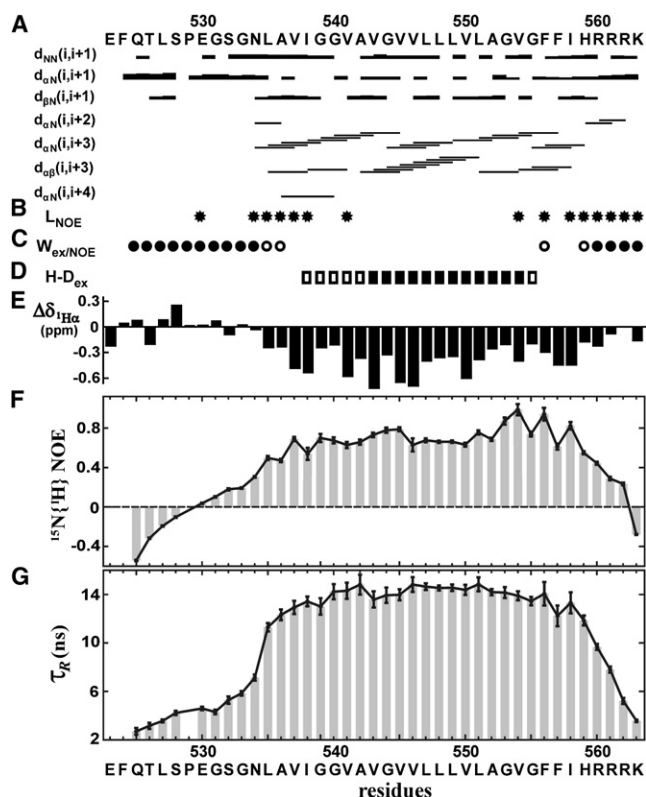 530 540 550 560
A EFQTLSPEGSGNLAVIGGVAVGVVLLLVLAGVGFFIHRRRK
dNN(i,i+1)
dαN(i,i+1)
dβN(i,i+1)
dαN(i,i+2)
dαN(i,i+3)
dαβ(i,i+3)
dαN(i,i+4)
B LNOE
C Wex/NOE
D H-Dex
E Δδ1Hα (ppm)
0.3
0
-0.3
-0.6
F 15N{1H} NOE
0.8
0.4
0
-0.4
G τR (ns)
14
10
6
2
530 540 550 560
EFQTLSPEGSGNLAVIGGVAVGVVLLLVLAGVGFFIHRRRK
residues